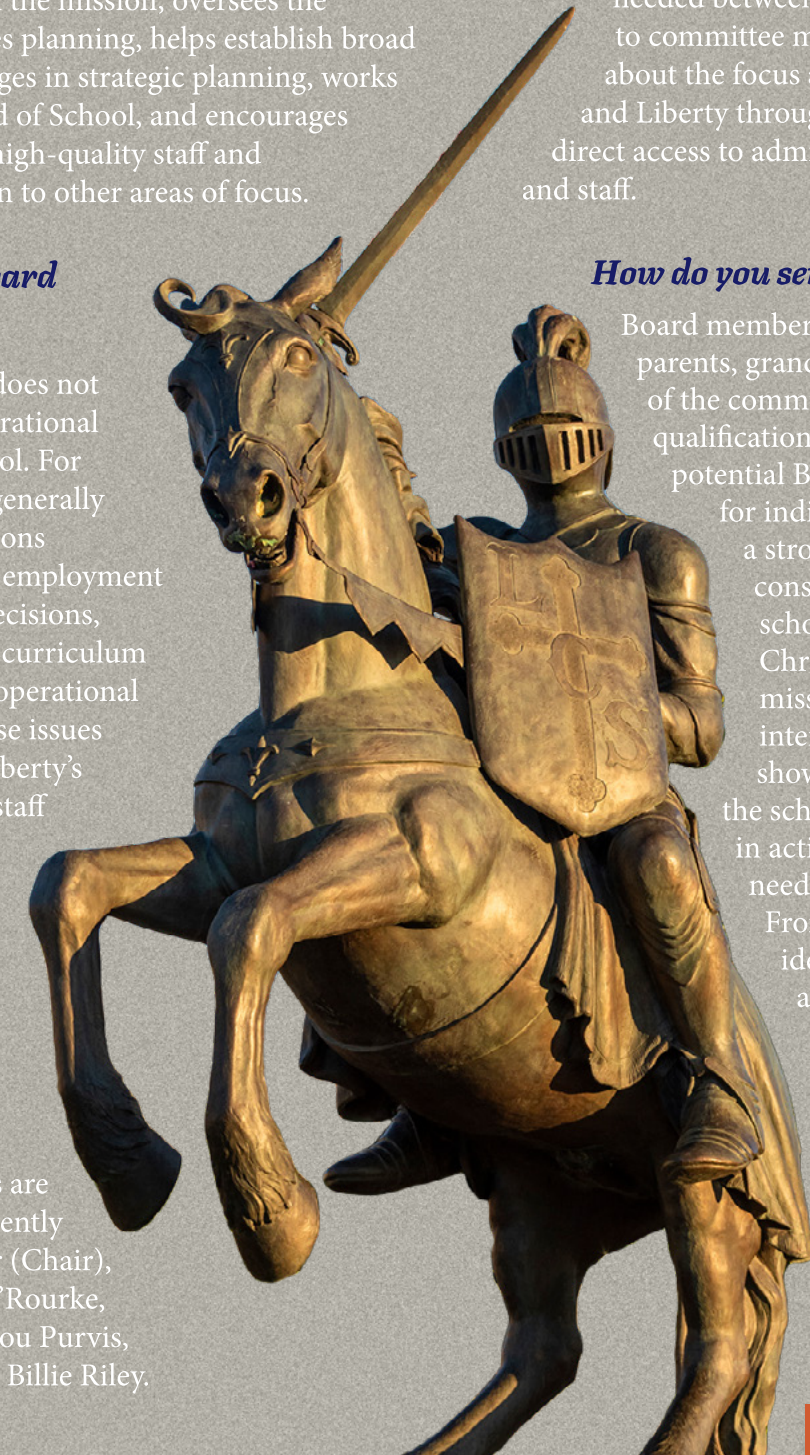 the mission, oversees the
es planning, helps establish broad
ges in strategic planning, works
d of School, and encourages
high-quality staff and
n to other areas of focus.
ard
does not
rational
ol. For
generally
ons
employment
ecisions,
curriculum
operational
se issues
berty's
staff
s are
ently
r (Chair),
'Rourke,
ou Purvis,
Billie Riley.
L
C
S
needed between
to committee m
about the focus a
and Liberty throug
direct access to adm
and staff.
How do you se
Board member
parents, grand
of the comm
qualification
potential B
for indi
a stro
cons
scho
Chr
miss
inte
show
the sch
in acti
need
Fro
ide
a